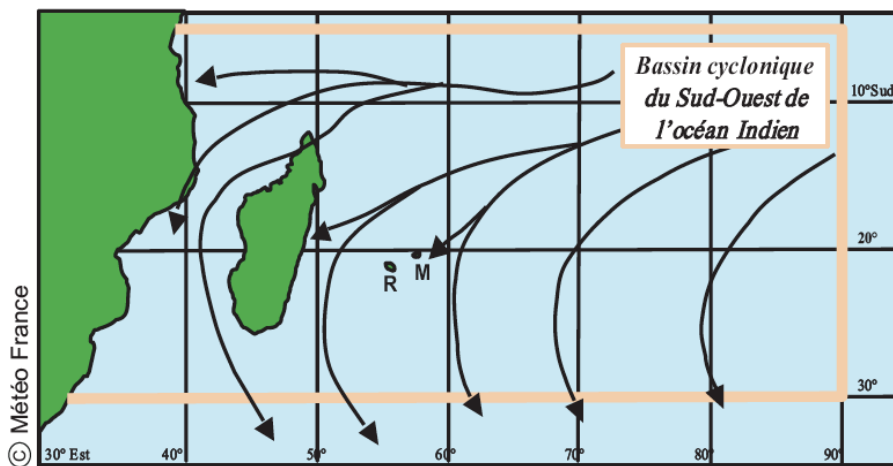 Bassin cyclonique
du Sud-Ouest de
l'océan Indien
10°Sud
20°
R
M
30°
30° Est
40°
50°
60°
70°
80°
90°
© Météo France